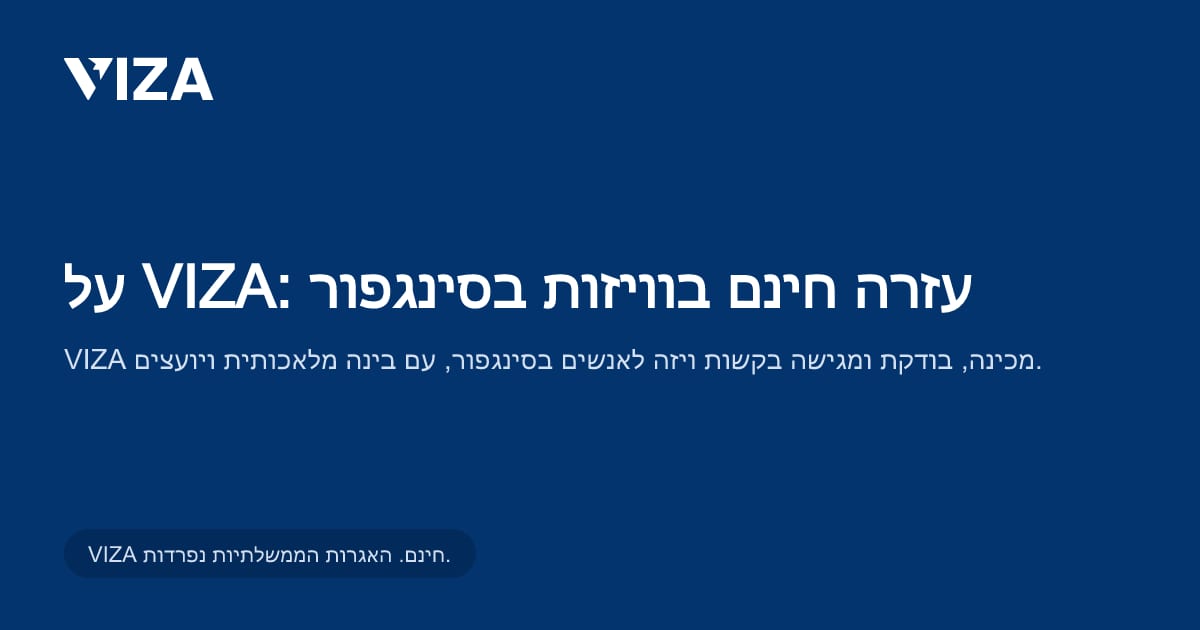 VIZA
על VIZA: עזרה חינם בוויזות בסינגפור
VIZA מכינה, בודקת ומגישה בקשות ויזה לאנשים בסינגפור, עם בינה מלאכותית ויועצים.
VIZA חינם. האגרות הממשלתיות נפרדות.